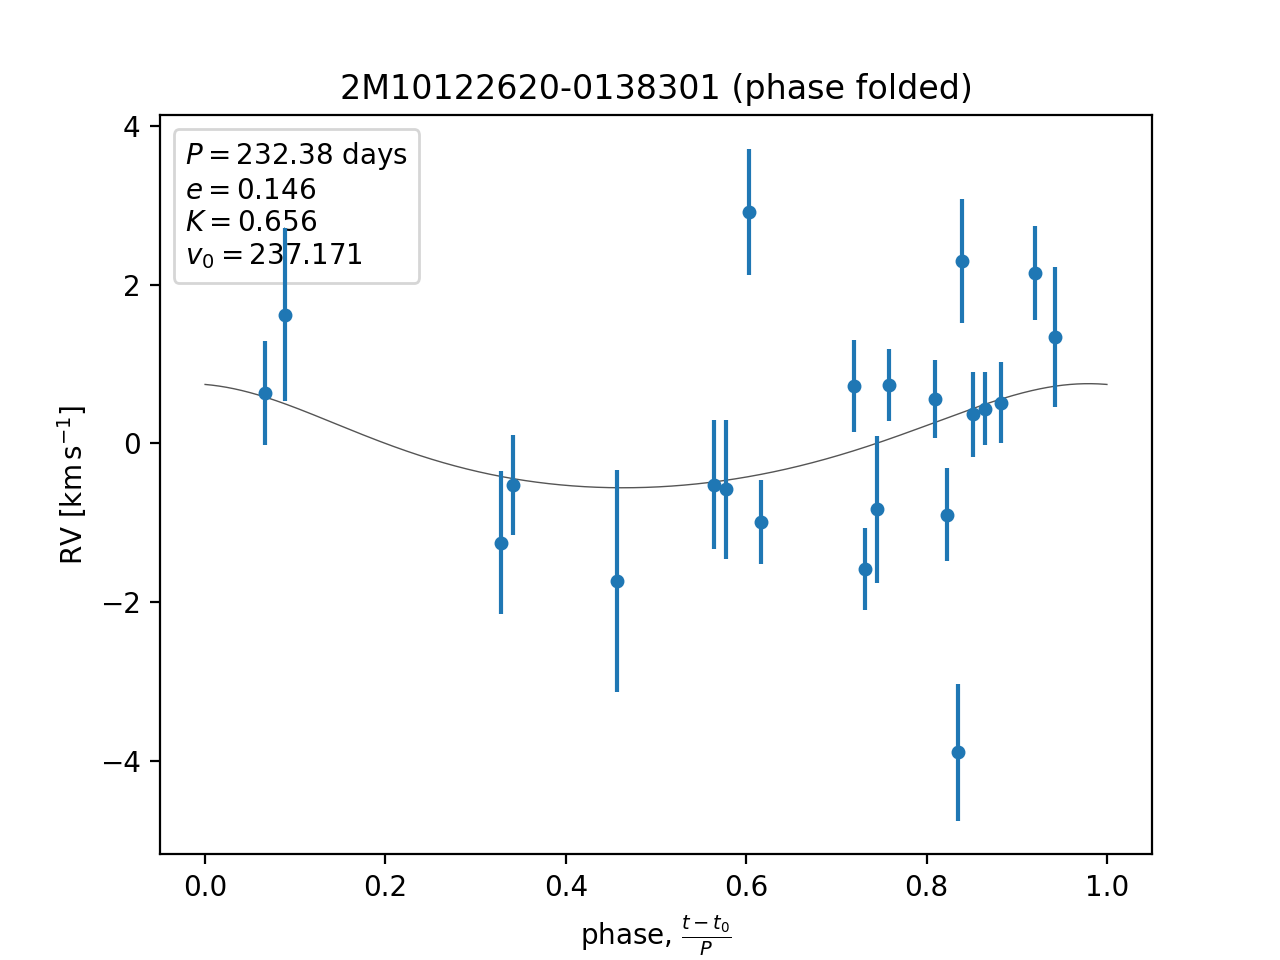 2M10122620-0138301 (phase folded)
P = 232.38 days
e = 0.146
K = 0.656
v₀ = 237.171
4
2
0
−2
−4
RV [km s⁻¹]
0.0 0.2 0.4 0.6 0.8 1.0
phase, (t − t₀)/P